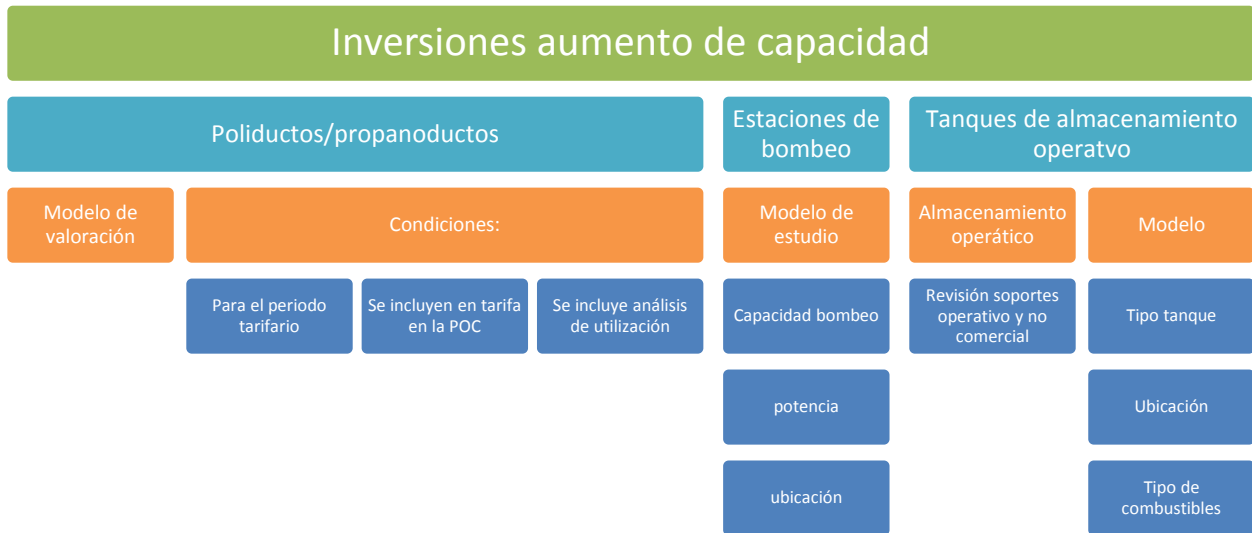 Inversiones aumento de capacidad
Poliductos/propanoductos
Estaciones de
bombeo
Tanques de almacenamiento
operatvo
Modelo de
valoración
Condiciones:
Modelo de
estudio
Almacenamiento
operático
Modelo
Para el periodo
tarifario
Se incluyen en tarifa
en la POC
Se incluye análisis
de utilización
Capacidad bombeo
Revisión soportes
operativo y no
comercial
Tipo tanque
potencia
Ubicación
ubicación
Tipo de
combustibles